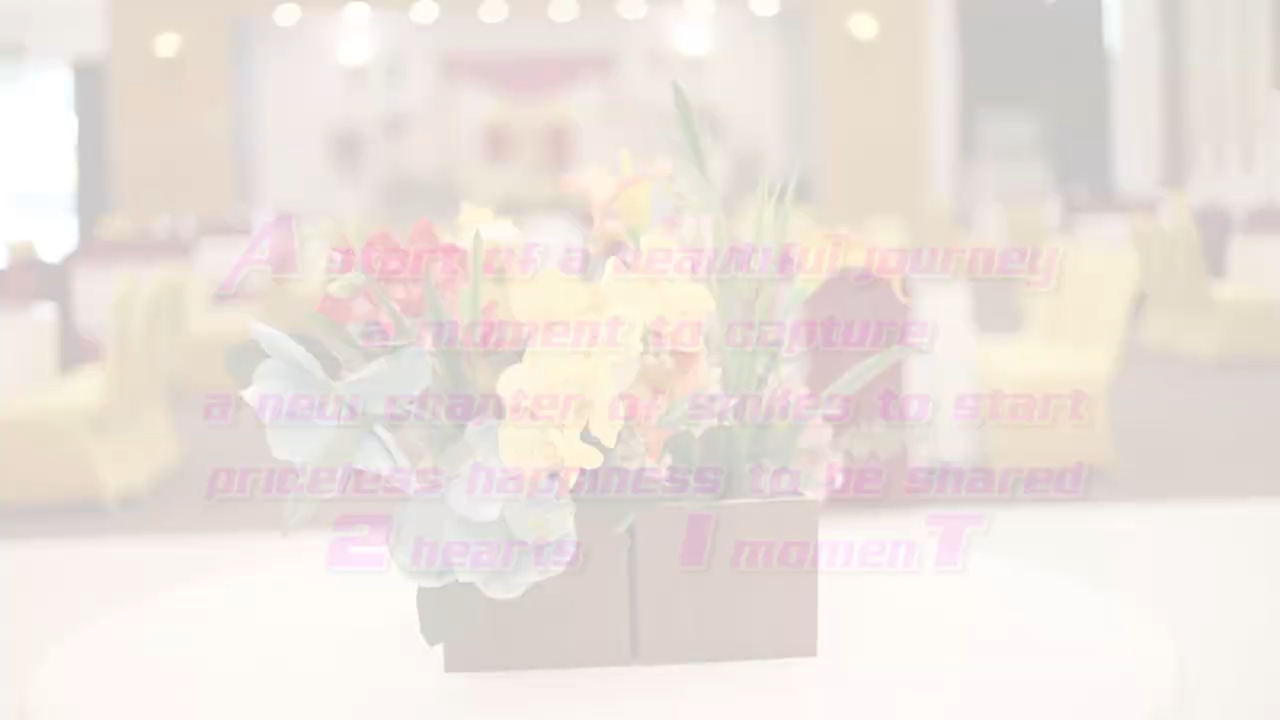 A start of a beautiful journey
a moment to capture
a new chapter of smiles to start
priceless happiness to be shared
2 hearts 1 momenT